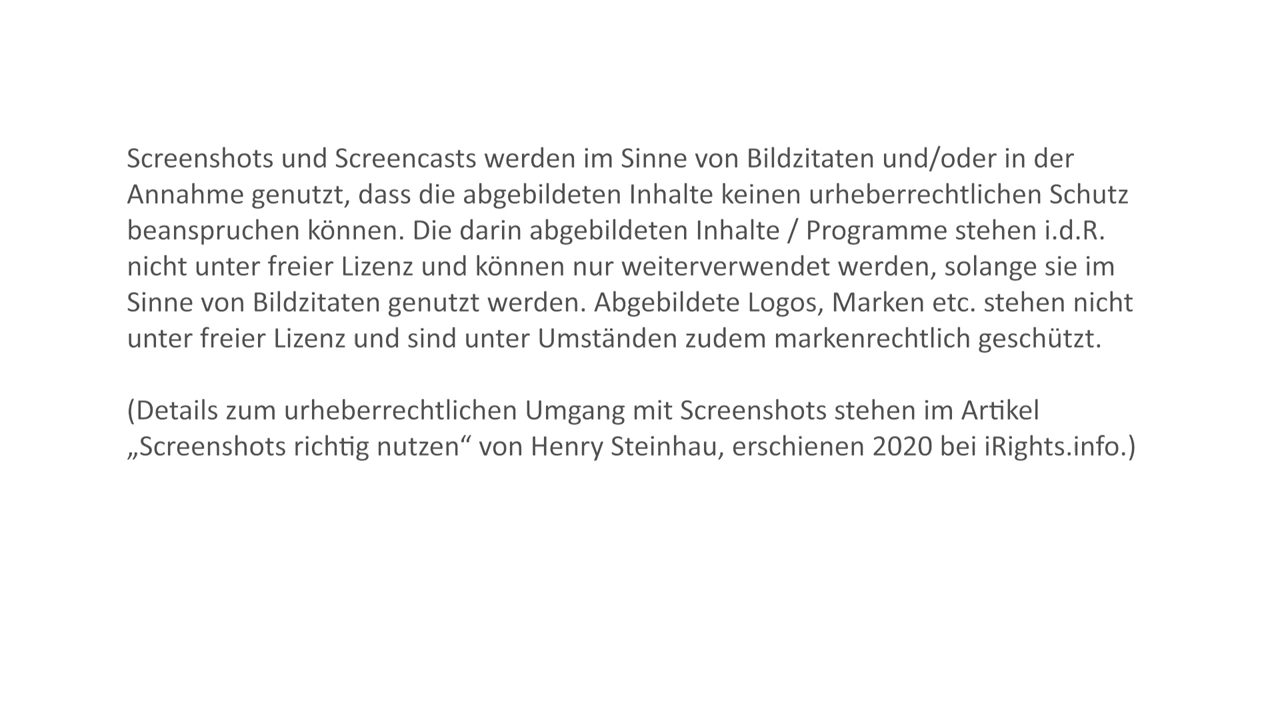 Screenshots und Screencasts werden im Sinne von Bildzitaten und/oder in der
Annahme genutzt, dass die abgebildeten Inhalte keinen urheberrechtlichen Schutz
beanspruchen können. Die darin abgebildeten Inhalte / Programme stehen i.d.R.
nicht unter freier Lizenz und können nur weiterverwendet werden, solange sie im
Sinne von Bildzitaten genutzt werden. Abgebildete Logos, Marken etc. stehen nicht
unter freier Lizenz und sind unter Umständen zudem markenrechtlich geschützt.
(Details zum urheberrechtlichen Umgang mit Screenshots stehen im Artikel
„Screenshots richtig nutzen“ von Henry Steinhau, erschienen 2020 bei iRights.info.)